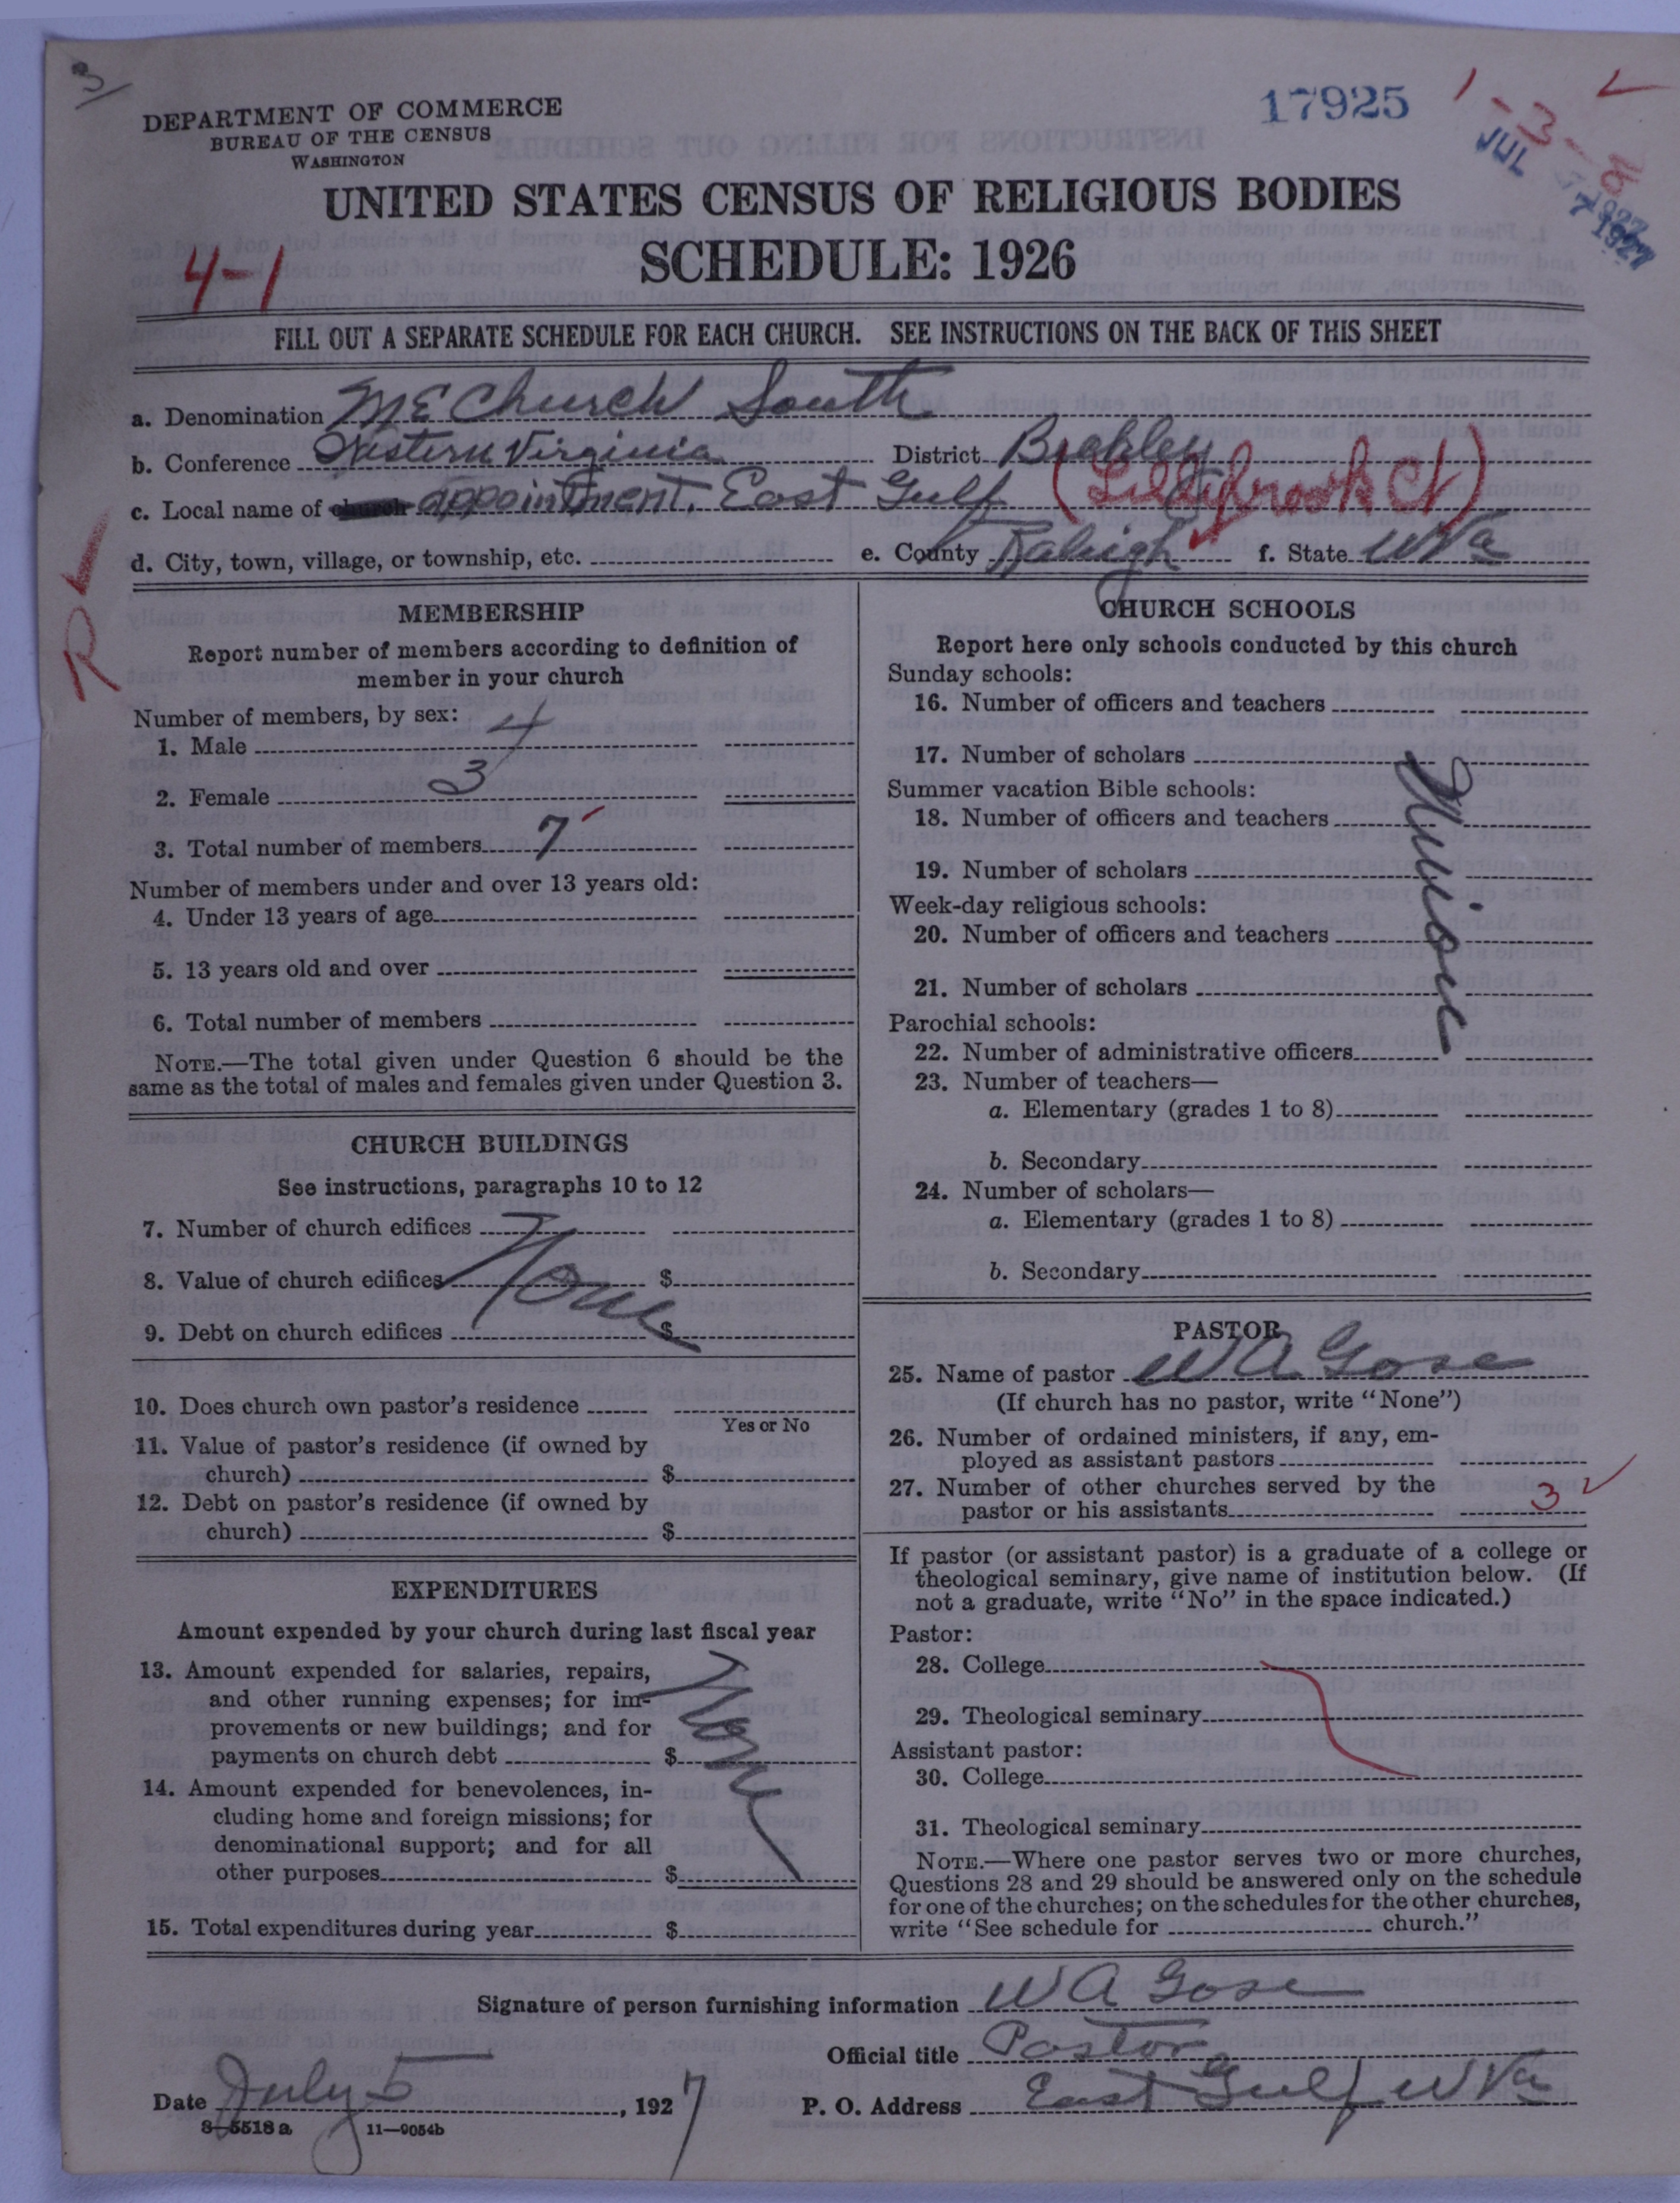 3/
DEPARTMENT OF COMMERCE
BUREAU OF THE CENSUS
WASHINGTON
17925
1-3-8
JUL 7 1927
UNITED STATES CENSUS OF RELIGIOUS BODIES
SCHEDULE: 1926
4-1
FILL OUT A SEPARATE SCHEDULE FOR EACH CHURCH. SEE INSTRUCTIONS ON THE BACK OF THIS SHEET
a. Denomination ME Church South
b. Conference Western Virginia District Beckley
c. Local name of church appointment, East Gulf (Lillybrook Ct)
d. City, town, village, or township, etc. e. County Raleigh f. State W Va
R
MEMBERSHIP
Report number of members according to definition of
member in your church
Number of members, by sex:
1. Male 4
2. Female 3
3. Total number of members 7
Number of members under and over 13 years old:
4. Under 13 years of age
5. 13 years old and over
6. Total number of members
NOTE.—The total given under Question 6 should be the
same as the total of males and females given under Question 3.
CHURCH BUILDINGS
See instructions, paragraphs 10 to 12
7. Number of church edifices
8. Value of church edifices None $
9. Debt on church edifices $
10. Does church own pastor's residence
Yes or No
11. Value of pastor's residence (if owned by
church) $
12. Debt on pastor's residence (if owned by
church) $
EXPENDITURES
Amount expended by your church during last fiscal year
13. Amount expended for salaries, repairs,
and other running expenses; for im-
provements or new buildings; and for
payments on church debt $ None
14. Amount expended for benevolences, in-
cluding home and foreign missions; for
denominational support; and for all
other purposes $
15. Total expenditures during year $
CHURCH SCHOOLS
Report here only schools conducted by this church
Sunday schools:
16. Number of officers and teachers
17. Number of scholars
Summer vacation Bible schools:
18. Number of officers and teachers
19. Number of scholars
Week-day religious schools:
20. Number of officers and teachers
21. Number of scholars
Parochial schools:
22. Number of administrative officers
23. Number of teachers—
a. Elementary (grades 1 to 8)
b. Secondary
24. Number of scholars—
a. Elementary (grades 1 to 8)
b. Secondary
PASTOR
25. Name of pastor W A Gose
(If church has no pastor, write "None")
26. Number of ordained ministers, if any, em-
ployed as assistant pastors
27. Number of other churches served by the
pastor or his assistants 3
If pastor (or assistant pastor) is a graduate of a college or
theological seminary, give name of institution below. (If
not a graduate, write "No" in the space indicated.)
Pastor:
28. College
29. Theological seminary
Assistant pastor:
30. College
31. Theological seminary
NOTE.—Where one pastor serves two or more churches,
Questions 28 and 29 should be answered only on the schedule
for one of the churches; on the schedules for the other churches,
write "See schedule for church."
Signature of person furnishing information W A Gose
Official title Pastor
Date July 5, 1927 P. O. Address East Gulf W Va
8-5518 a 11-9054b